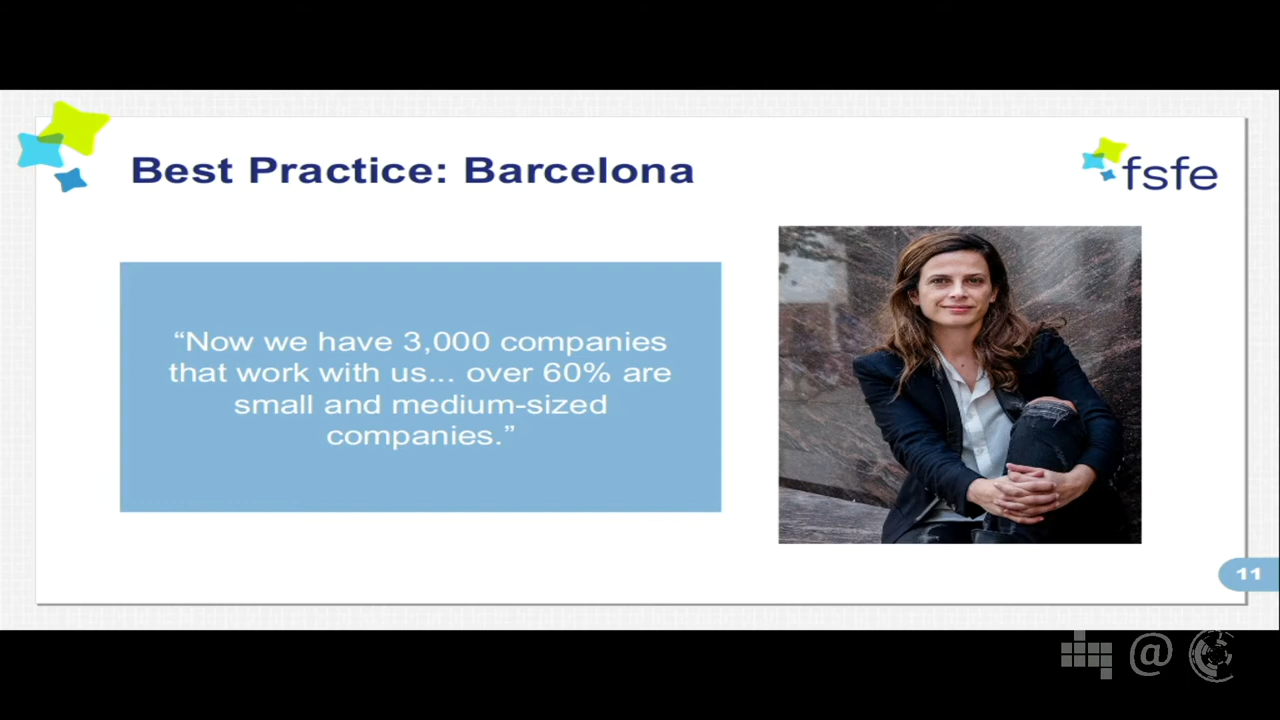 Best Practice: Barcelona
fsfe
“Now we have 3,000 companies
that work with us... over 60% are
small and medium-sized
companies.”
11
@